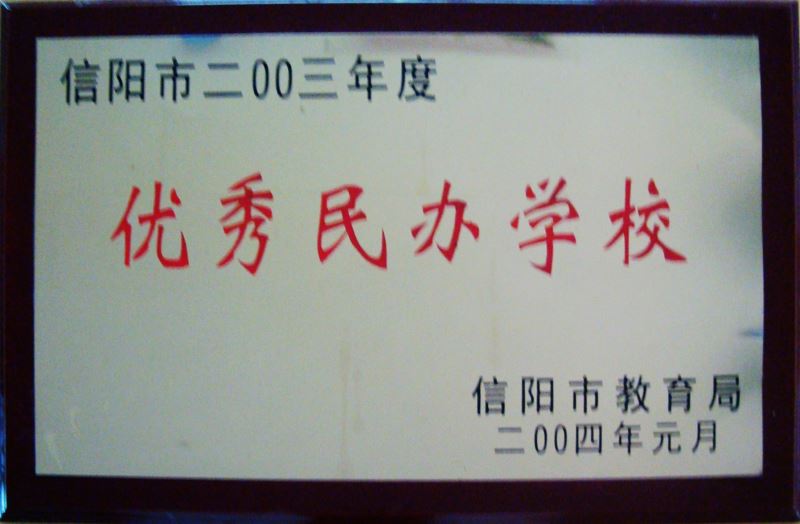 信阳市二00三年度
优秀民办学校
信阳市教育局
二00四年元月